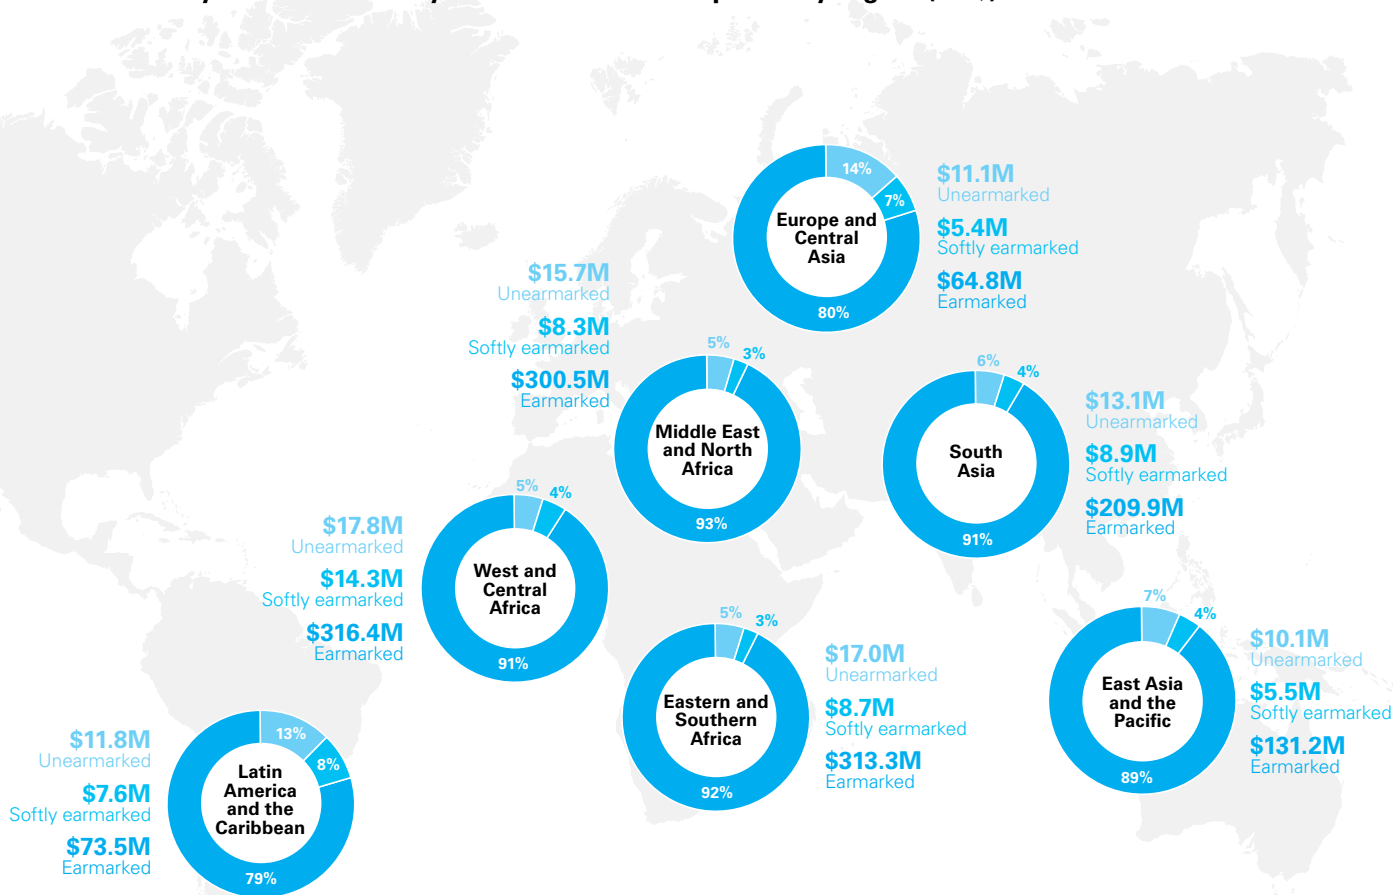 14%
7%
80%
Europe and
Central
Asia
$11.1M
Unearmarked
$5.4M
Softly earmarked
$64.8M
Earmarked
$15.7M
Unearmarked
$8.3M
Softly earmarked
$300.5M
Earmarked
5%
3%
Middle East
and North
Africa
93%
6%
4%
South
Asia
91%
$13.1M
Unearmarked
$8.9M
Softly earmarked
$209.9M
Earmarked
$17.8M
Unearmarked
$14.3M
Softly earmarked
$316.4M
Earmarked
5%
4%
West and
Central
Africa
91%
5%
3%
Eastern and
Southern
Africa
92%
$17.0M
Unearmarked
$8.7M
Softly earmarked
$313.3M
Earmarked
7%
4%
East Asia
and the
Pacific
89%
$10.1M
Unearmarked
$5.5M
Softly earmarked
$131.2M
Earmarked
$11.8M
Unearmarked
$7.6M
Softly earmarked
$73.5M
Earmarked
13%
8%
Latin
America
and the
Caribbean
79%